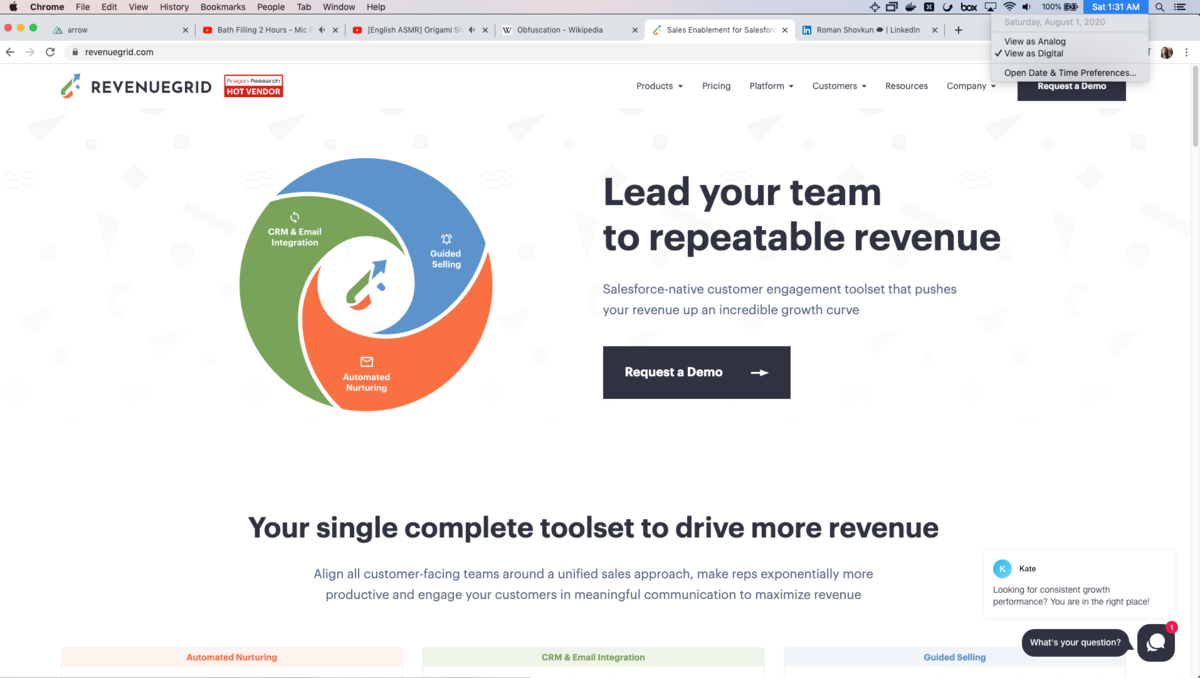 Chrome File Edit View History Bookmarks People Tab Window Help box 100% Sat 1:31 AM
Saturday, August 1, 2020
View as Analog
✓ View as Digital
Open Date & Time Preferences...
arrow
Bath Filling 2 Hours - Mic
[English ASMR] Origami Sh
Obfuscation - Wikipedia
Sales Enablement for Salesfor
Roman Shovkun | LinkedIn
revenuegrid.com
REVENUEGRID
Aragon Research
HOT VENDOR
Products Pricing Platform Customers Resources Company
Request a Demo
CRM & Email
Integration
Guided
Selling
Automated
Nurturing
Lead your team
to repeatable revenue
Salesforce-native customer engagement toolset that pushes
your revenue up an incredible growth curve
Request a Demo
Your single complete toolset to drive more revenue
Align all customer-facing teams around a unified sales approach, make reps exponentially more
productive and engage your customers in meaningful communication to maximize revenue
K Kate
Looking for consistent growth
performance? You are in the right place!
What's your question?
1
Automated Nurturing
CRM & Email Integration
Guided Selling